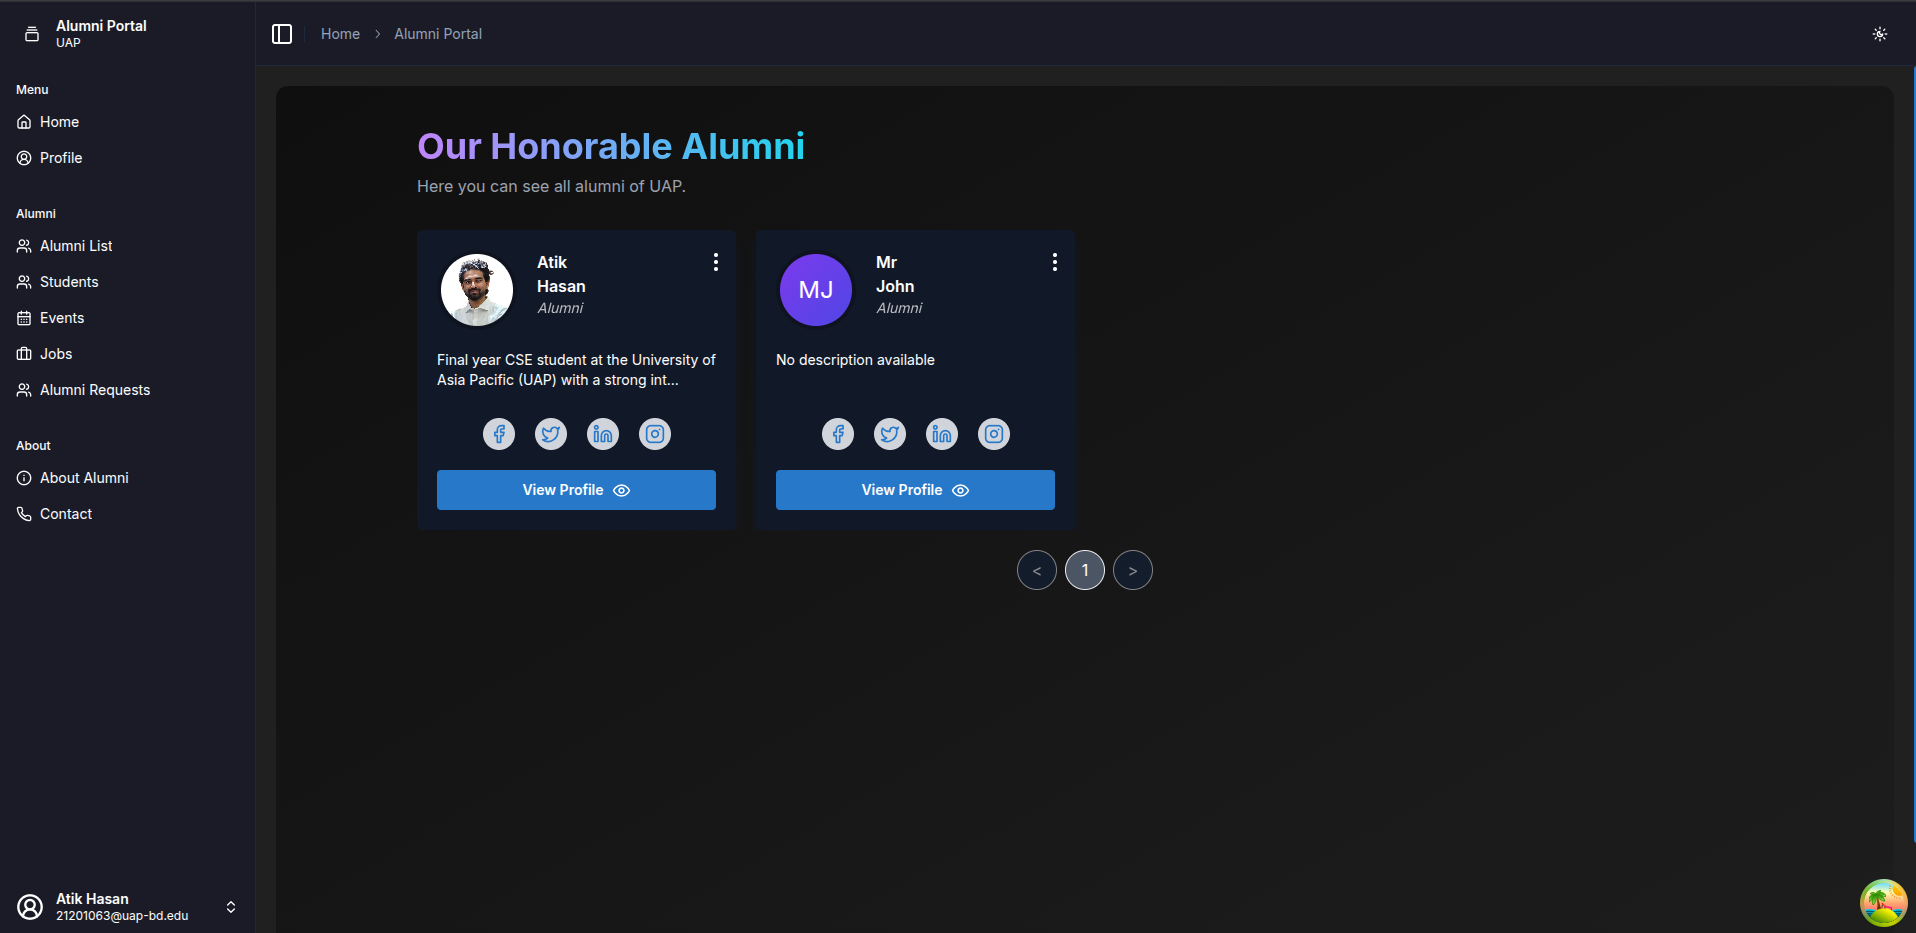 Alumni Portal
UAP
Menu
Home
Profile
Alumni
Alumni List
Students
Events
Jobs
Alumni Requests
About
About Alumni
Contact
Atik Hasan
21201063@uap-bd.edu
Home > Alumni Portal
Our Honorable Alumni
Here you can see all alumni of UAP.
Atik
Hasan
Alumni
Final year CSE student at the University of
Asia Pacific (UAP) with a strong int...
View Profile
MJ
Mr
John
Alumni
No description available
View Profile
< 1 >